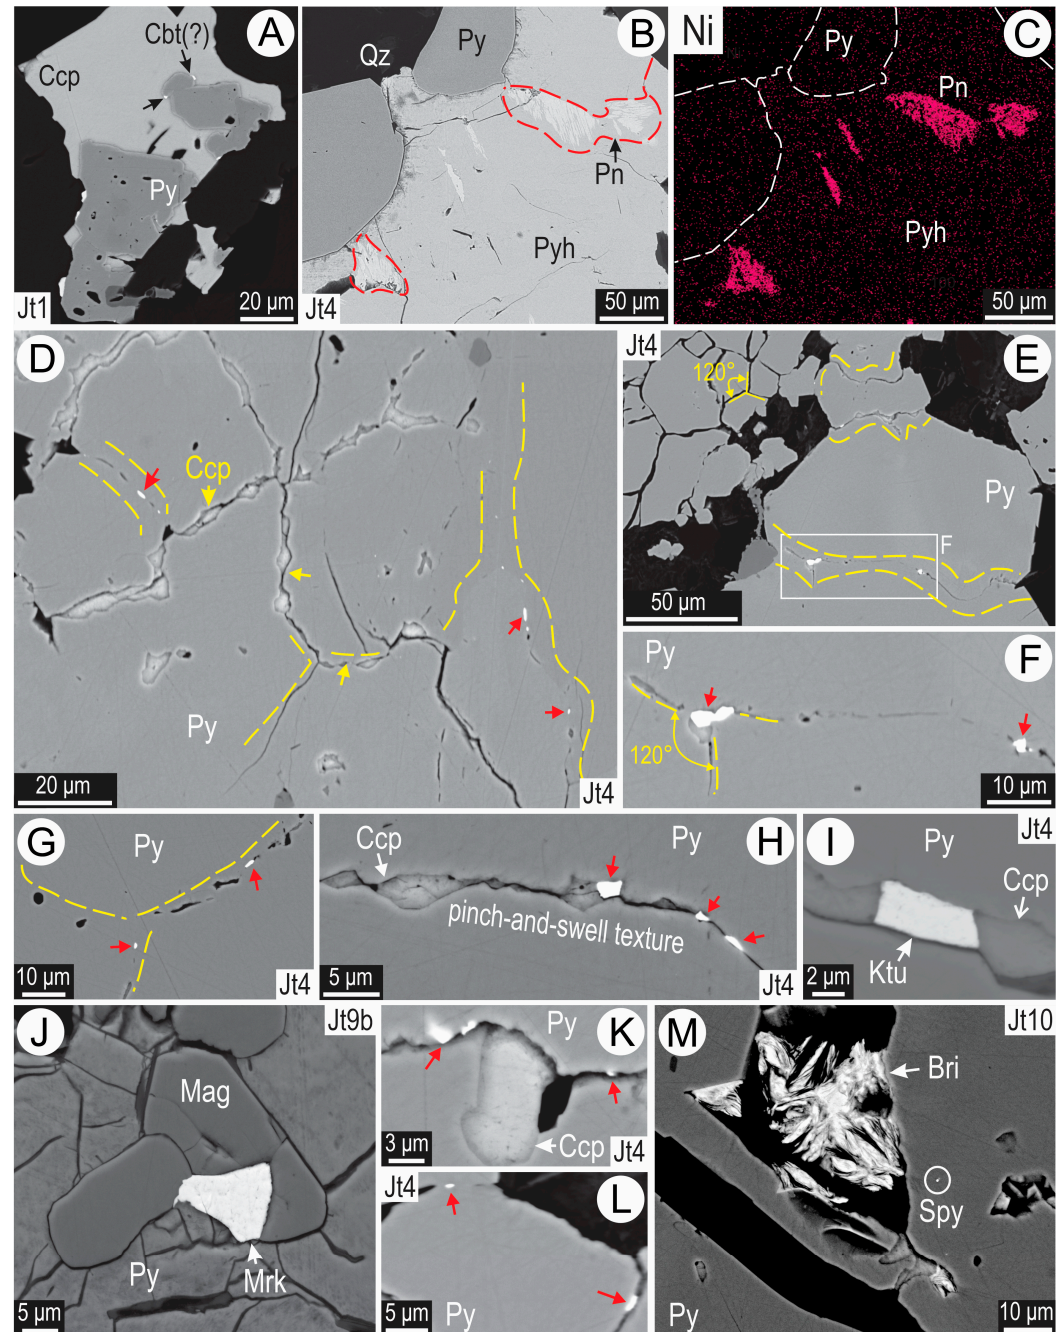 A
Cbt(?)
Ccp
Py
Jt1
20 µm
B
Py
Qz
Pn
Pyh
Jt4
50 µm
Ni
C
Py
Pn
Pyh
50 µm
D
Ccp
Py
20 µm
Jt4
Jt4
E
120°
Py
F
50 µm
F
Py
120°
10 µm
G
Py
10 µm
Jt4
H
Ccp
Py
pinch-and-swell texture
5 µm
Jt4
I
Jt4
Py
Ccp
Ktu
2 µm
J
Jt9b
Mag
Py
Mrk
5 µm
K
Py
Ccp
3 µm
Jt4
Jt4
L
5 µm
Py
M
Jt10
Bri
Spy
Py
10 µm